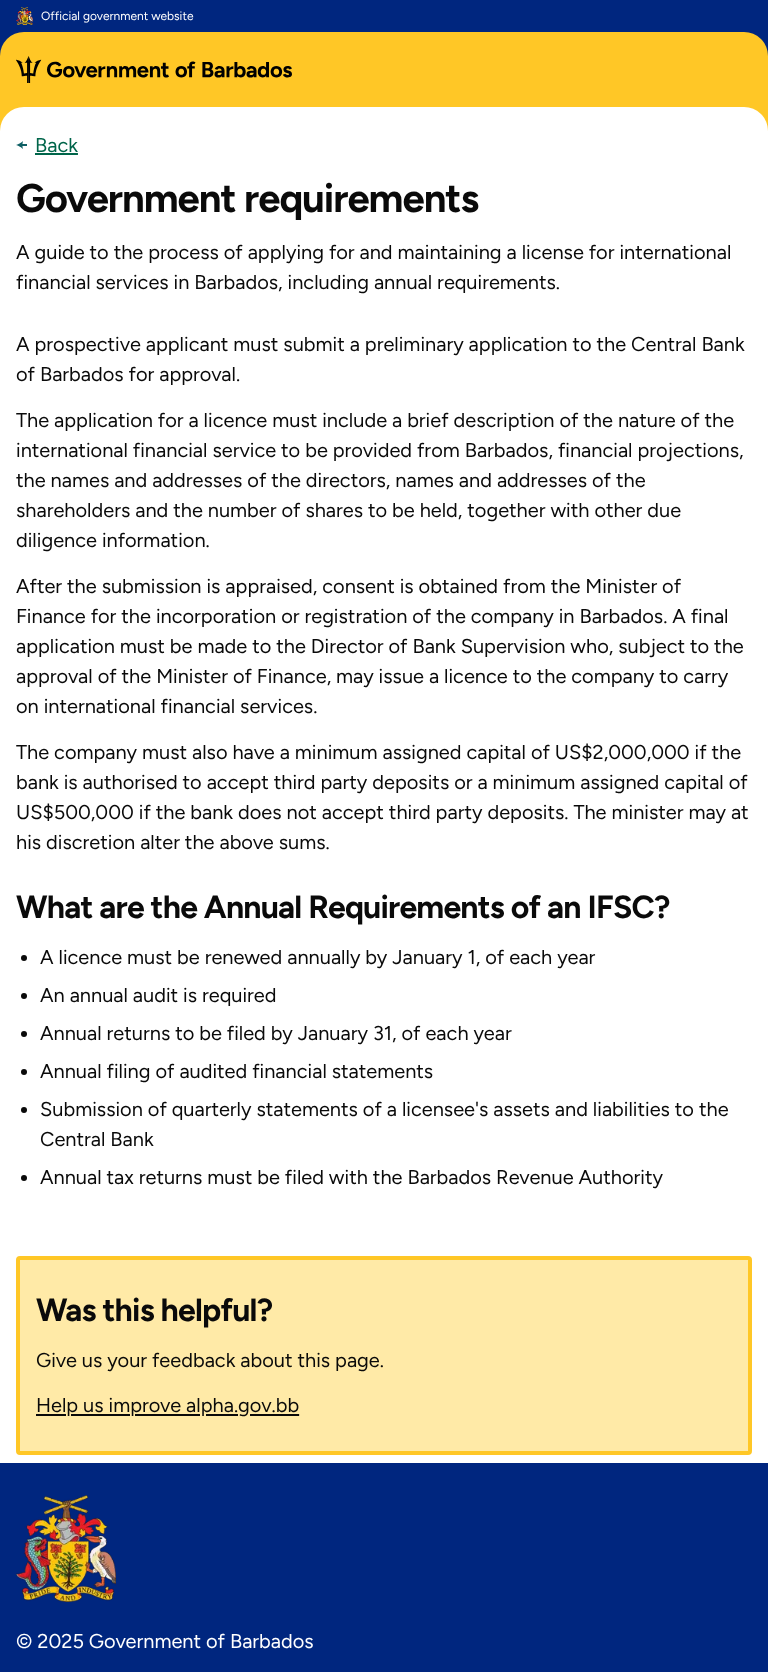 Official government website
Government of Barbados
← Back
Government requirements
A guide to the process of applying for and maintaining a license for international
financial services in Barbados, including annual requirements.
A prospective applicant must submit a preliminary application to the Central Bank
of Barbados for approval.
The application for a licence must include a brief description of the nature of the
international financial service to be provided from Barbados, financial projections,
the names and addresses of the directors, names and addresses of the
shareholders and the number of shares to be held, together with other due
diligence information.
After the submission is appraised, consent is obtained from the Minister of
Finance for the incorporation or registration of the company in Barbados. A final
application must be made to the Director of Bank Supervision who, subject to the
approval of the Minister of Finance, may issue a licence to the company to carry
on international financial services.
The company must also have a minimum assigned capital of US$2,000,000 if the
bank is authorised to accept third party deposits or a minimum assigned capital of
US$500,000 if the bank does not accept third party deposits. The minister may at
his discretion alter the above sums.
What are the Annual Requirements of an IFSC?
• A licence must be renewed annually by January 1, of each year
• An annual audit is required
• Annual returns to be filed by January 31, of each year
• Annual filing of audited financial statements
• Submission of quarterly statements of a licensee's assets and liabilities to the
Central Bank
• Annual tax returns must be filed with the Barbados Revenue Authority
Was this helpful?
Give us your feedback about this page.
Help us improve alpha.gov.bb
PRIDE AND INDUSTRY
© 2025 Government of Barbados